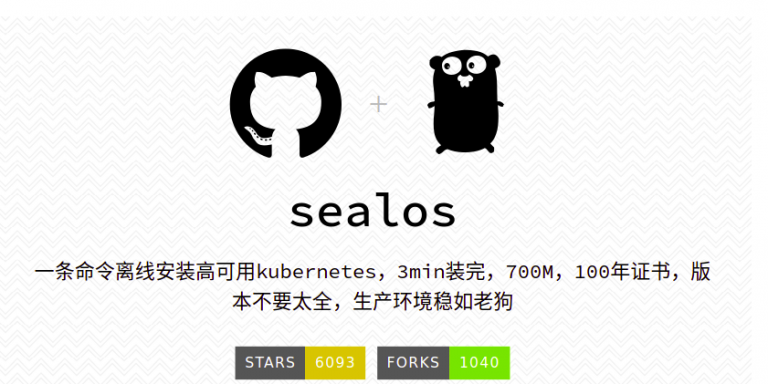 +
sealos
一条命令离线安装高可用kubernetes，3min装完，700M，100年证书，版
本不要太全，生产环境稳如老狗
STARS 6093 FORKS 1040